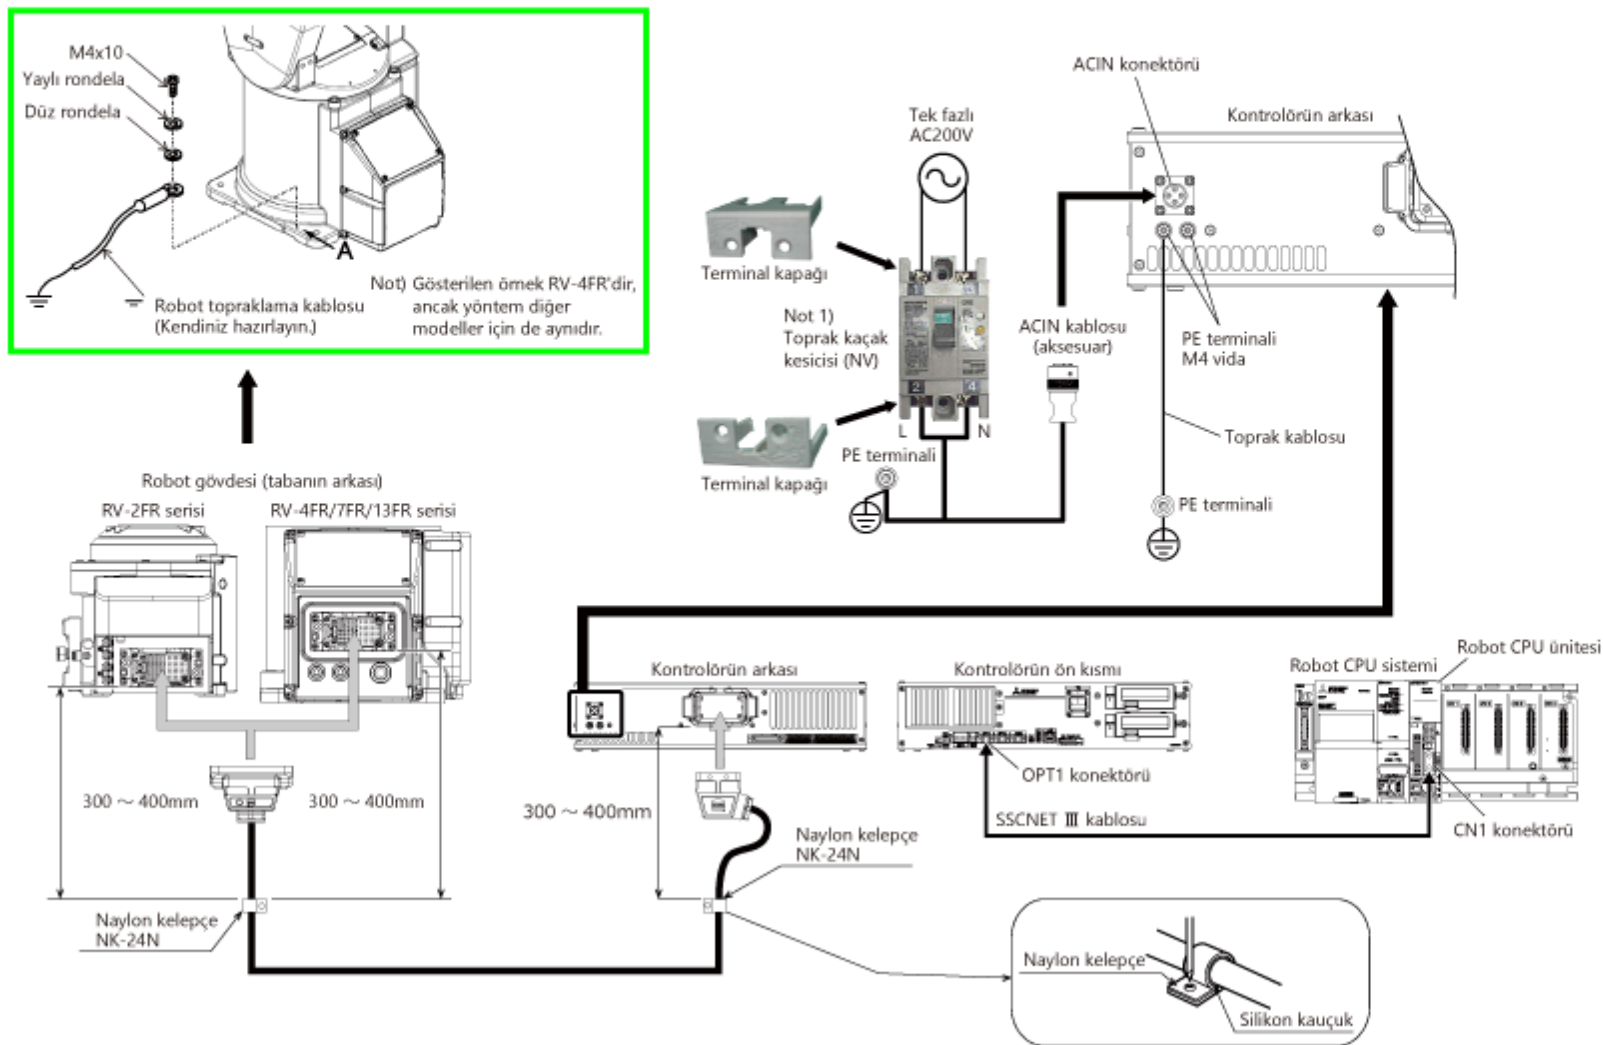 M4x10
Yaylı rondela
Düz rondela
A
Robot topraklama kablosu
(Kendiniz hazırlayın.)
Not) Gösterilen örnek RV-4FR'dir,
ancak yöntem diğer
modeller için de aynıdır.
ACIN konektörü
Kontrolörün arkası
Tek fazlı
AC200V
Terminal kapağı
Not 1)
Toprak kaçak
kesicisi (NV)
ACIN kablosu
(aksesuar)
PE terminali
M4 vida
2
4
L
N
Toprak kablosu
PE terminali
Terminal kapağı
PE terminali
Robot gövdesi (tabanın arkası)
RV-2FR serisi
RV-4FR/7FR/13FR serisi
Kontrolörün arkası
Kontrolörün ön kısmı
Robot CPU sistemi
Robot CPU ünitesi
OPT1 konektörü
300 ～ 400mm
300 ～ 400mm
300 ～ 400mm
SSCNET Ⅲ kablosu
CN1 konektörü
Naylon kelepçe
NK-24N
Naylon kelepçe
NK-24N
Naylon kelepçe
Silikon kauçuk